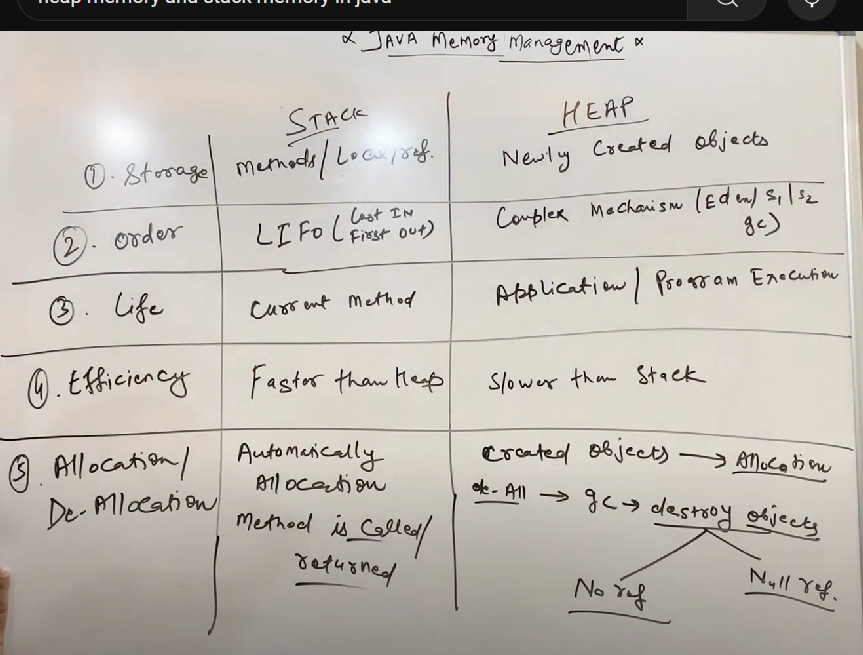 heap memory and stack memory in java
∝ JAVA Memory Management ∝
STACK
HEAP
①. Storage
Methods/Local/ref.
Newly Created Objects
②. Order
LIFO (Last IN First OUT)
Complex Mechanism (Eden/S1/S2
gc)
③. Life
Current Method
Application/Program Execution
④. Efficiency
Faster than Heap
Slower than Stack
⑤ Allocation/
De-Allocation
Automatically
Allocation
Method is called/
returned
Created Objects → Allocation
de-All → gc → destroy objects
No ref
Null ref.